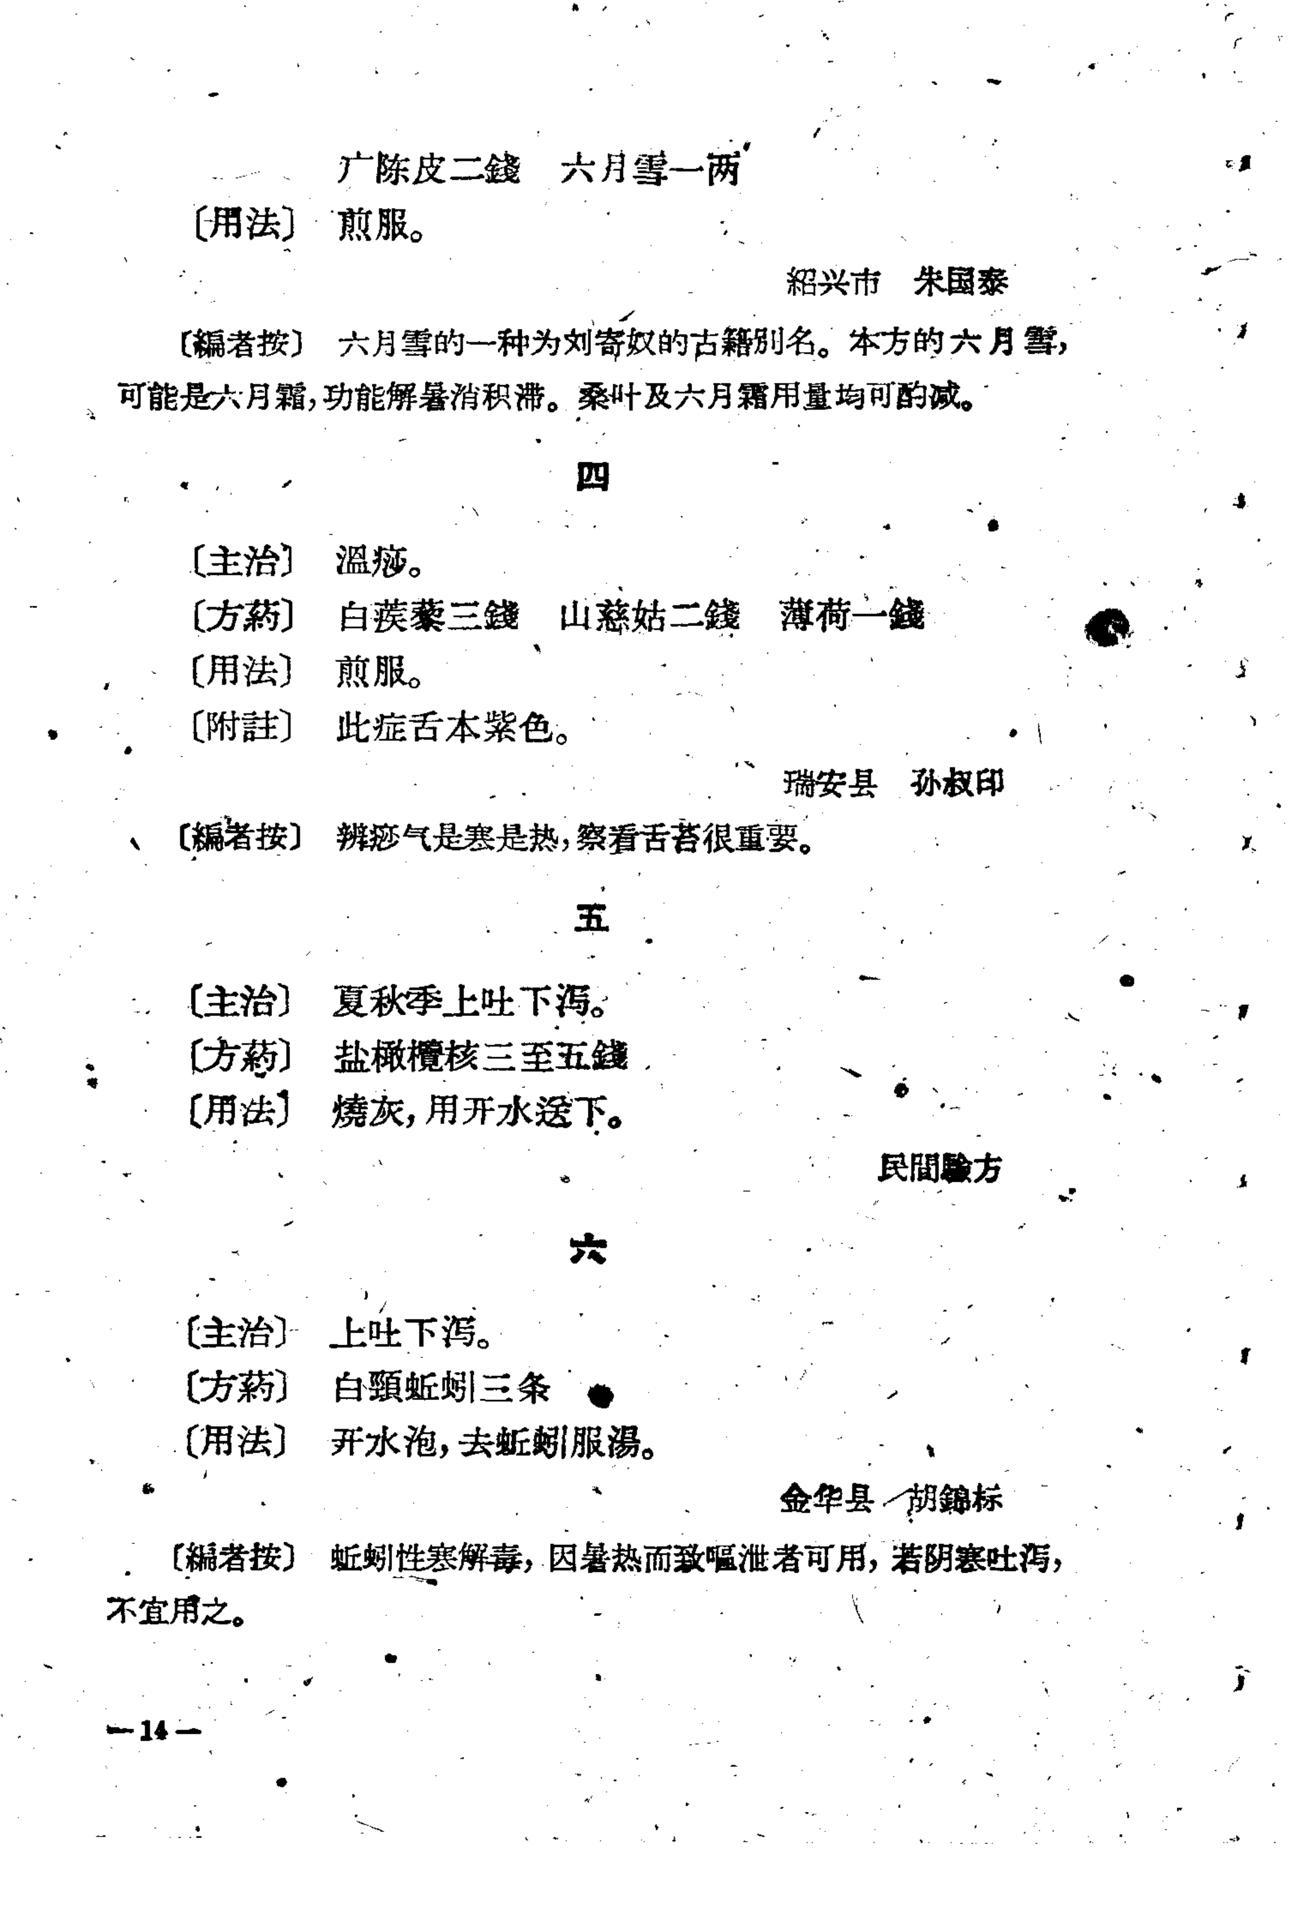 广陈皮二錢　六月雪一两
〔用法〕　煎服。
紹兴市　朱国泰
〔編者按〕　六月雪的一种为刘寄奴的古籍別名。本方的六月雪，
可能是六月霜，功能解暑消积滞。桑叶及六月霜用量均可酌减。
四
〔主治〕　溫痧。
〔方葯〕　白蒺藜三錢　山慈姑二錢　薄荷一錢
〔用法〕　煎服。
〔附註〕　此症舌本紫色。
瑞安县　孙叔印
〔編者按〕　辨痧气是寒是热，察看舌苔很重要。
五
〔主治〕　夏秋季上吐下泻。
〔方葯〕　盐橄欖核三至五錢
〔用法〕　燒灰，用开水送下。
民間驗方
六
〔主治〕　上吐下泻。
〔方葯〕　白頸蚯蚓三条
〔用法〕　开水泡，去蚯蚓服湯。
金华县　胡錦标
〔編者按〕　蚯蚓性寒解毒，因暑热而致嘔泄者可用，若阴寒吐泻，
不宜用之。
—14—